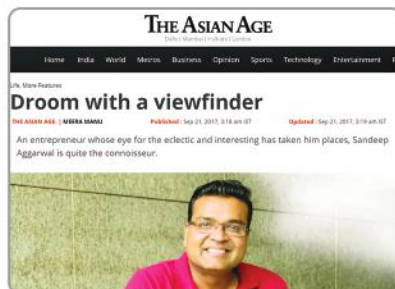 THE ASIAN AGE
Delhi | Mumbai | Kolkata | London
Home India World Metros Business Opinion Sports Technology Entertainment
Life, More Features
Droom with a viewfinder
THE ASIAN AGE. | MEERA MANU Published : Sep 21, 2017, 3:18 am IST Updated : Sep 21, 2017, 3:19 am IST
An entrepreneur whose eye for the eclectic and interesting has taken him places, Sandeep
Aggarwal is quite the connoisseur.